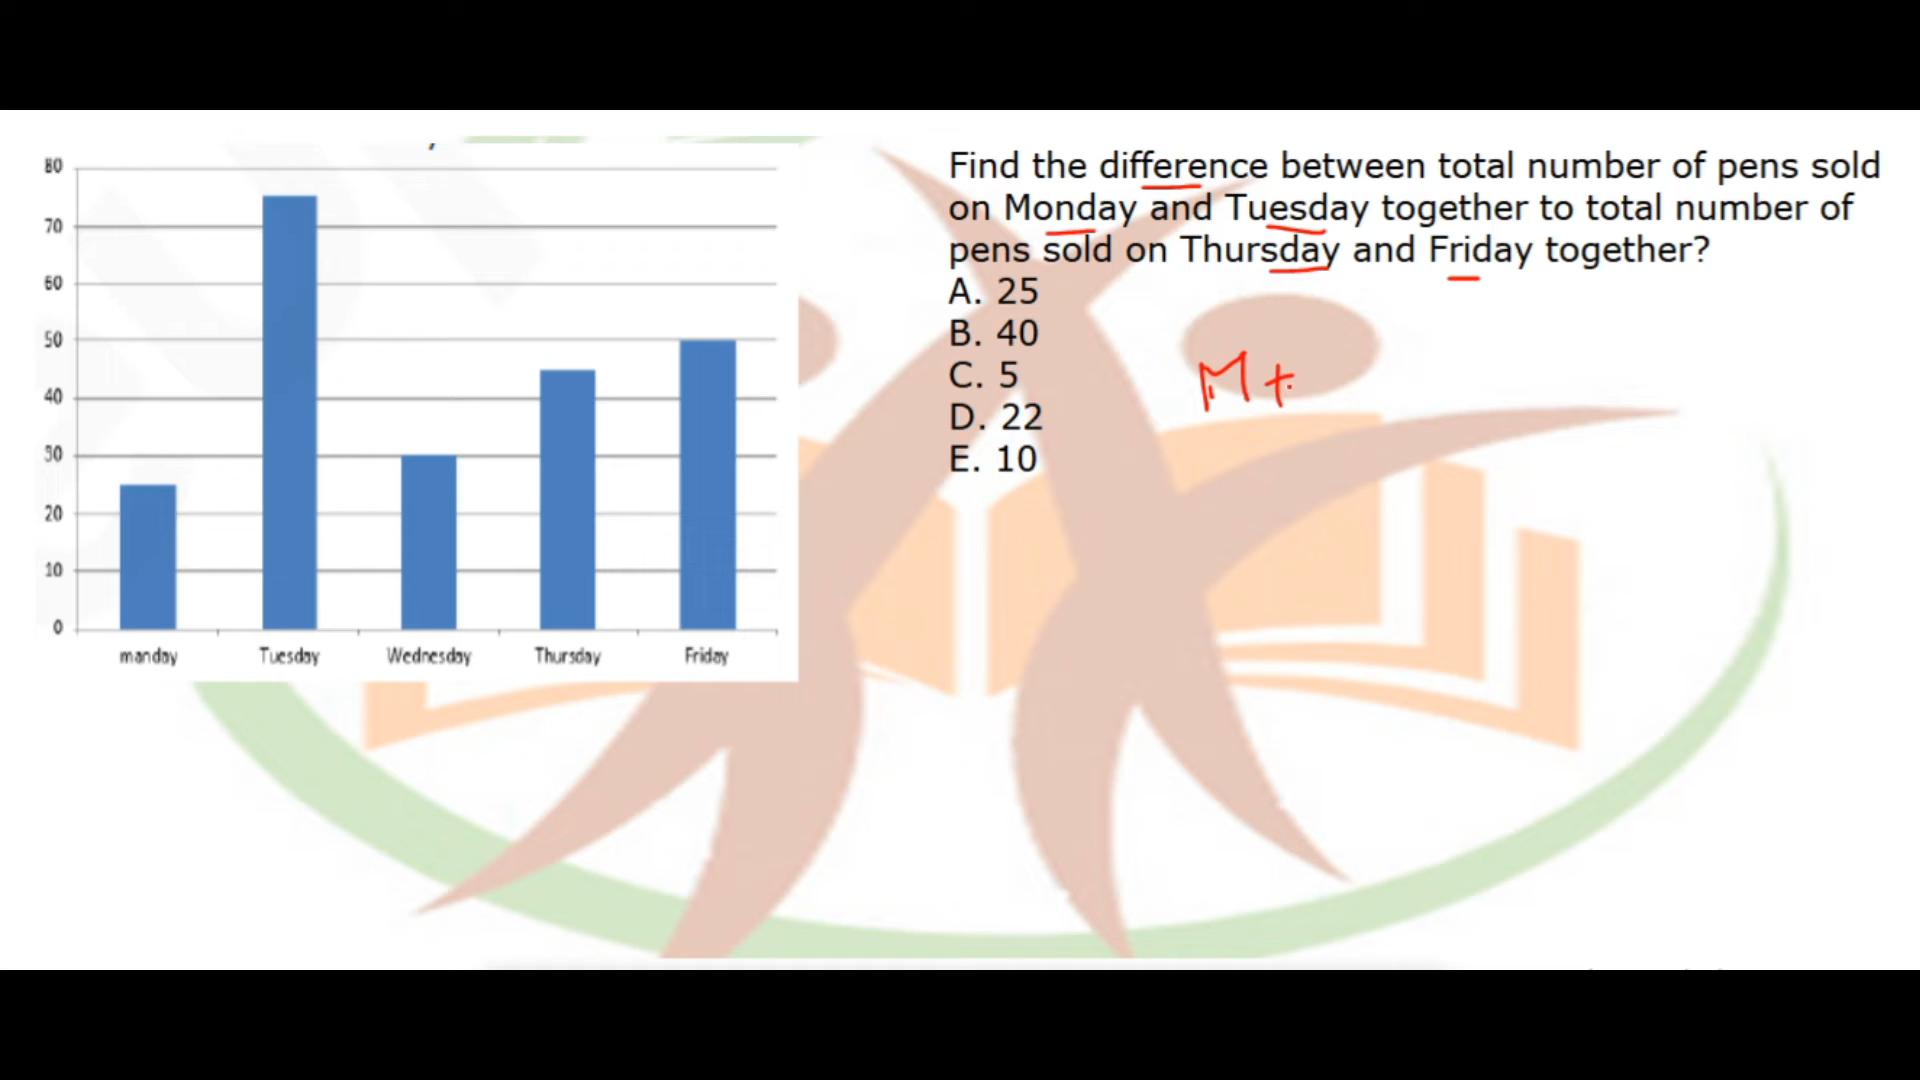 80
70
60
50
40
30
20
10
0
manday Tuesday Wednesday Thursday Friday
Find the difference between total number of pens sold
on Monday and Tuesday together to total number of
pens sold on Thursday and Friday together?
A. 25
B. 40
C. 5
D. 22
E. 10
M +